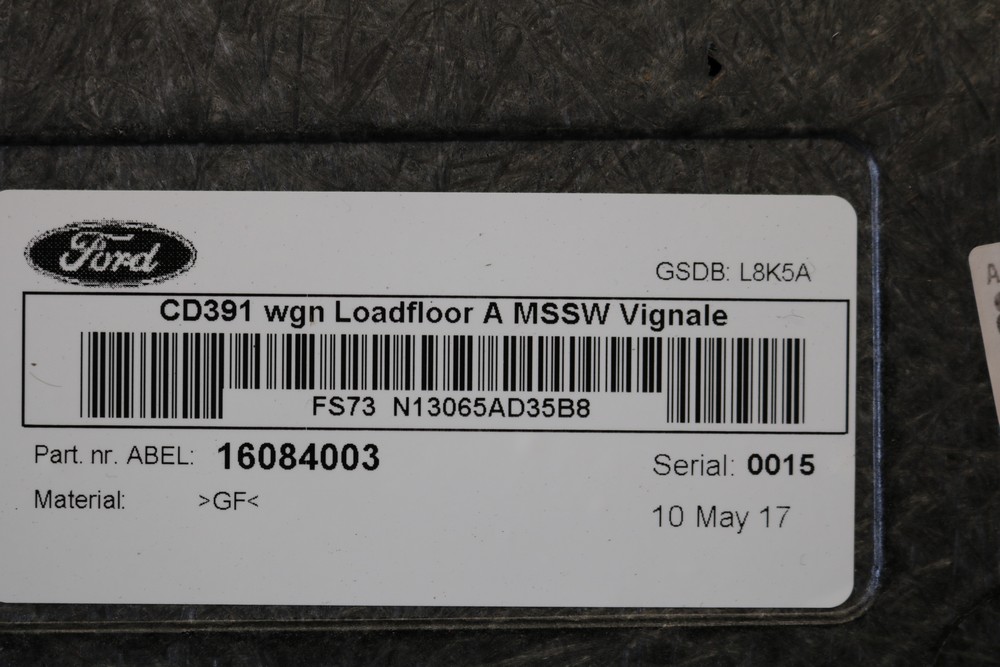 Ford
GSDB: L8K5A
CD391 wgn Loadfloor A MSSW Vignale
FS73 N13065AD35B8
Part. nr. ABEL: 16084003
Serial: 0015
Material: >GF<
10 May 17